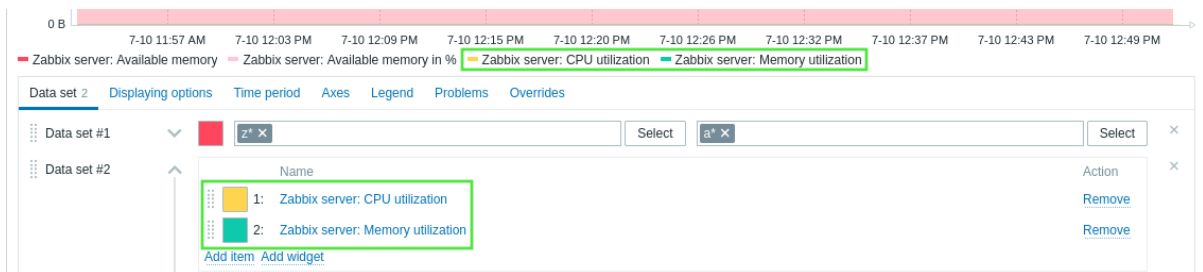 0 B
7-10 11:57 AM 7-10 12:03 PM 7-10 12:09 PM 7-10 12:15 PM 7-10 12:20 PM 7-10 12:26 PM 7-10 12:32 PM 7-10 12:37 PM 7-10 12:43 PM 7-10 12:49 PM
Zabbix server: Available memory Zabbix server: Available memory in % Zabbix server: CPU utilization Zabbix server: Memory utilization
Data set 2 Displaying options Time period Axes Legend Problems Overrides
Data set #1 z* Select a* Select
Data set #2 Name Action
1: Zabbix server: CPU utilization Remove
2: Zabbix server: Memory utilization Remove
Add item Add widget